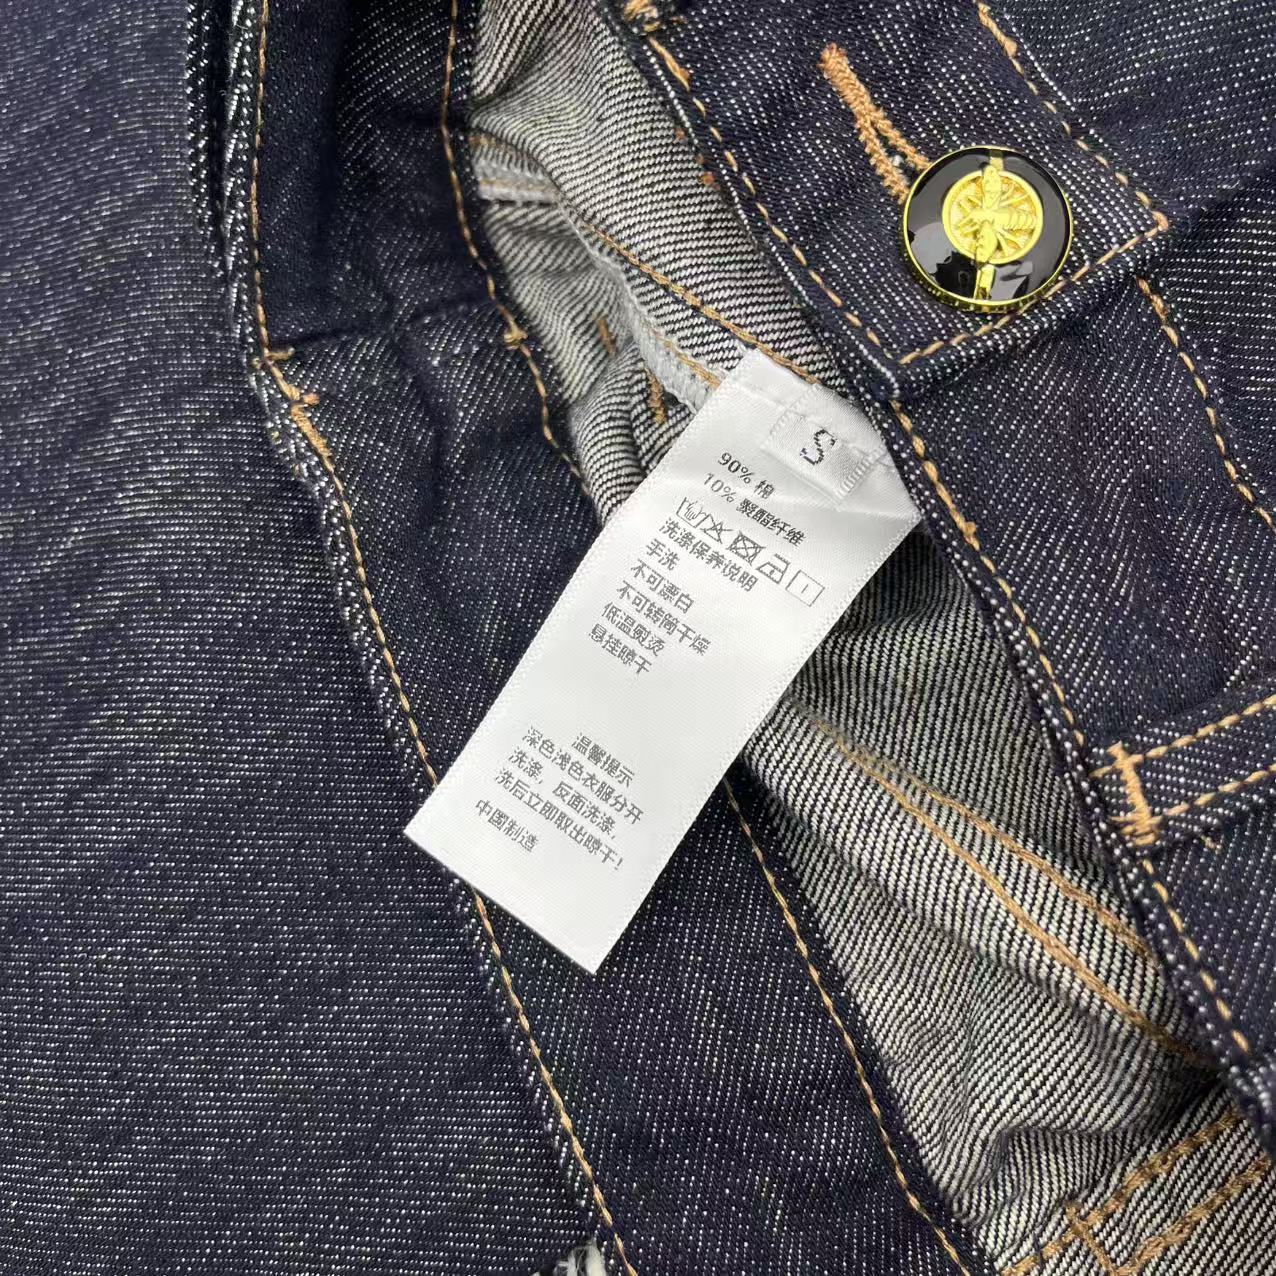 S
90% 棉
10% 聚酯纤维
洗涤保养说明
手洗
不可漂白
不可转筒干燥
低温熨烫
悬挂晾干
温馨提示
深色浅色衣服分开
洗涤，反面洗涤，
洗后立即取出晾干！
中国制造